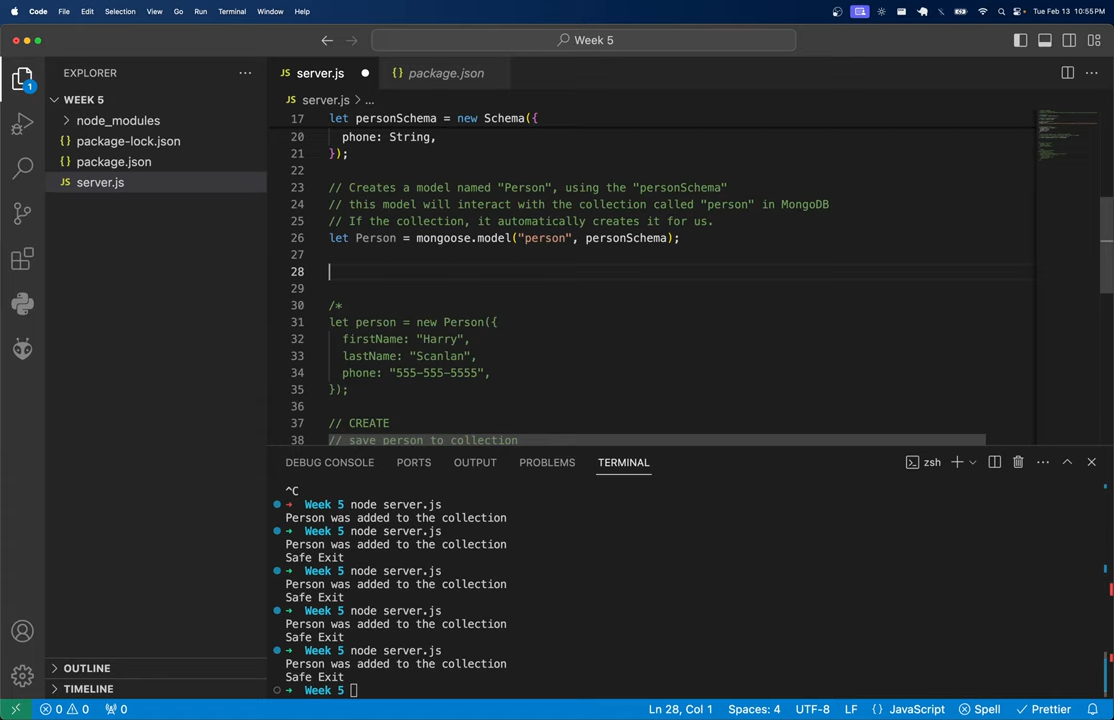 Code File Edit Selection View Go Run Terminal Window Help Tue Feb 13 10:55 PM
Week 5
EXPLORER
WEEK 5
node_modules
package-lock.json
package.json
server.js
OUTLINE
TIMELINE
1
server.js
package.json
server.js > ...
17 let personSchema = new Schema({
20 phone: String,
21 });
22
23 // Creates a model named "Person", using the "personSchema"
24 // this model will interact with the collection called "person" in MongoDB
25 // If the collection, it automatically creates it for us.
26 let Person = mongoose.model("person", personSchema);
27
28
29
30 /*
31 let person = new Person({
32 firstName: "Harry",
33 lastName: "Scanlan",
34 phone: "555-555-5555",
35 });
36
37 // CREATE
38 // save person to collection
DEBUG CONSOLE PORTS OUTPUT PROBLEMS TERMINAL zsh
^C
Week 5 node server.js
Person was added to the collection
Week 5 node server.js
Person was added to the collection
Safe Exit
Week 5 node server.js
Person was added to the collection
Safe Exit
Week 5 node server.js
Person was added to the collection
Safe Exit
Week 5 node server.js
Person was added to the collection
Safe Exit
Week 5
0 0 0 Ln 28, Col 1 Spaces: 4 UTF-8 LF {} JavaScript Spell Prettier